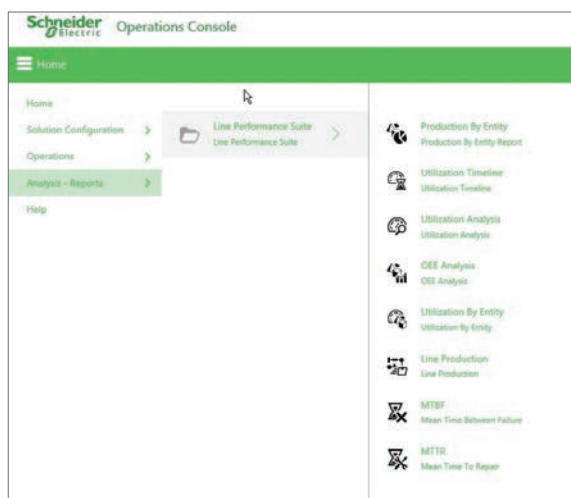 Schneider Electric
Operations Console
Home
Home
Solution Configuration
Operations
Analysis - Reports
Help
Line Performance Suite
Line Performance Suite
Production By Entity
Production By Entity Report
Utilization Timeline
Utilization Timeline
Utilization Analysis
Utilization Analysis
OEE Analysis
OEE Analysis
Utilization By Entity
Utilization By Entity
Line Production
Line Production
MTBF
Mean Time Between Failure
MTTR
Mean Time To Repair